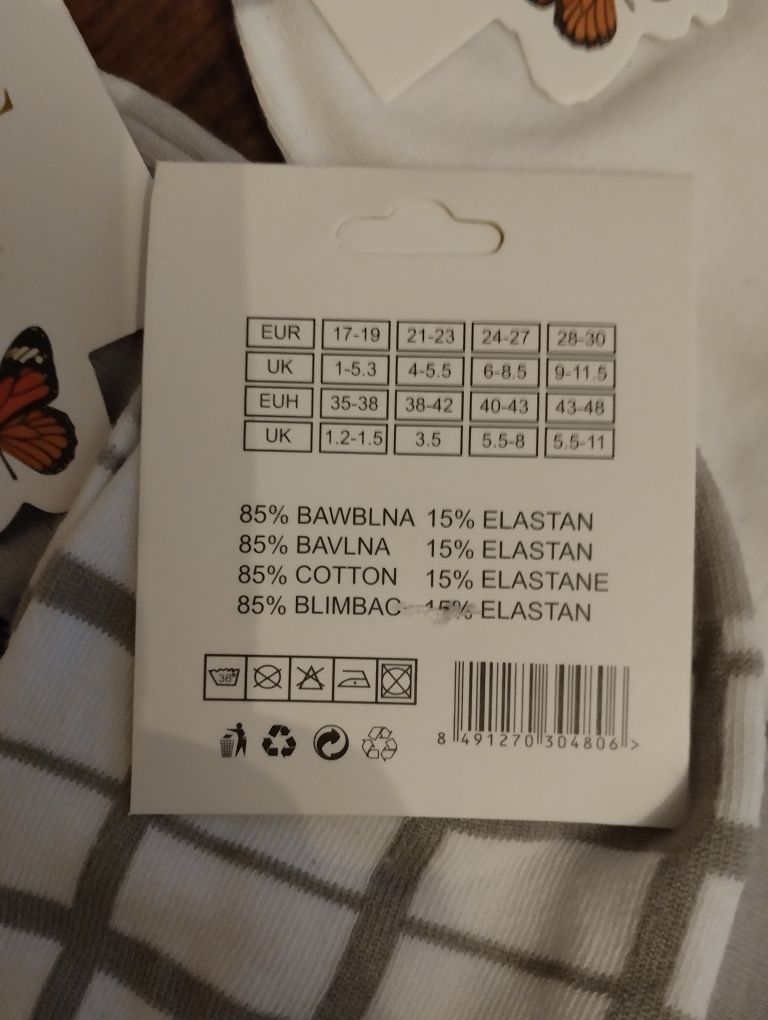 EUR 17-19 21-23 24-27 28-30
UK 1-5.3 4-5.5 6-8.5 9-11.5
EUH 35-38 38-42 40-43 43-48
UK 1.2-1.5 3.5 5.5-8 5.5-11
85% BAWBLNA 15% ELASTAN
85% BAVLNA 15% ELASTAN
85% COTTON 15% ELASTANE
85% BLIMBAC 15% ELASTAN
36
8 491270 304806 >